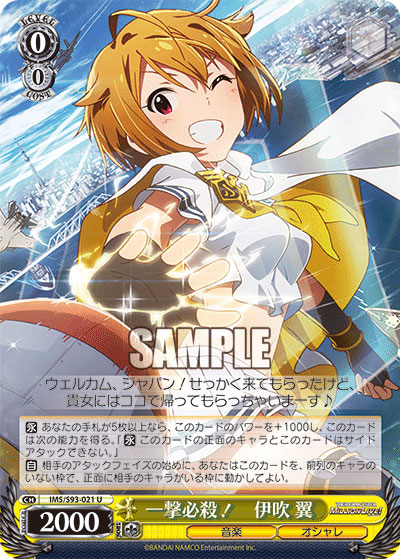 LEVEL
0
0
COST
SAMPLE
ウェルカム、ジャパン！せっかく来てもらったけど、
貴女にはココで帰ってもらっちゃいまーす♪
永 あなたの手札が5枚以上なら、このカードのパワーを＋1000し、このカード
は次の能力を得る。『永 このカードの正面のキャラとこのカードはサイド
アタックできない。』
自 相手のアタックフェイズの始めに、あなたはこのカードを、前列のキャラの
いない枠で、正面に相手のキャラがいる枠に動かしてよい。
CH IMS/S93-021 U
POWER
2000
SOUL
一撃必殺！ 伊吹 翼
音楽
オシャレ
THE IDOLM@STER
MILLION LIVE!
©BANDAI NAMCO Entertainment Inc.